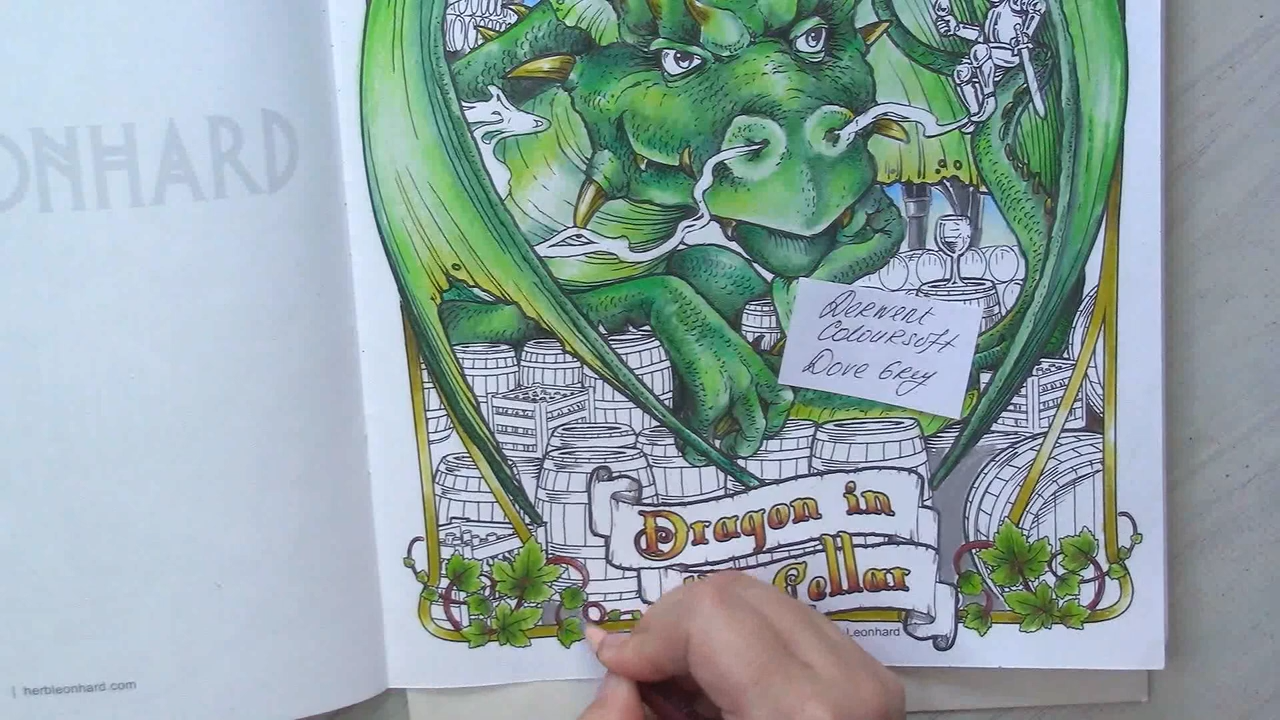 ONHARD
Derwent
Coloursoft
Dove Grey
Dragon in
Cellar
Leonhard
| herbleonhard.com